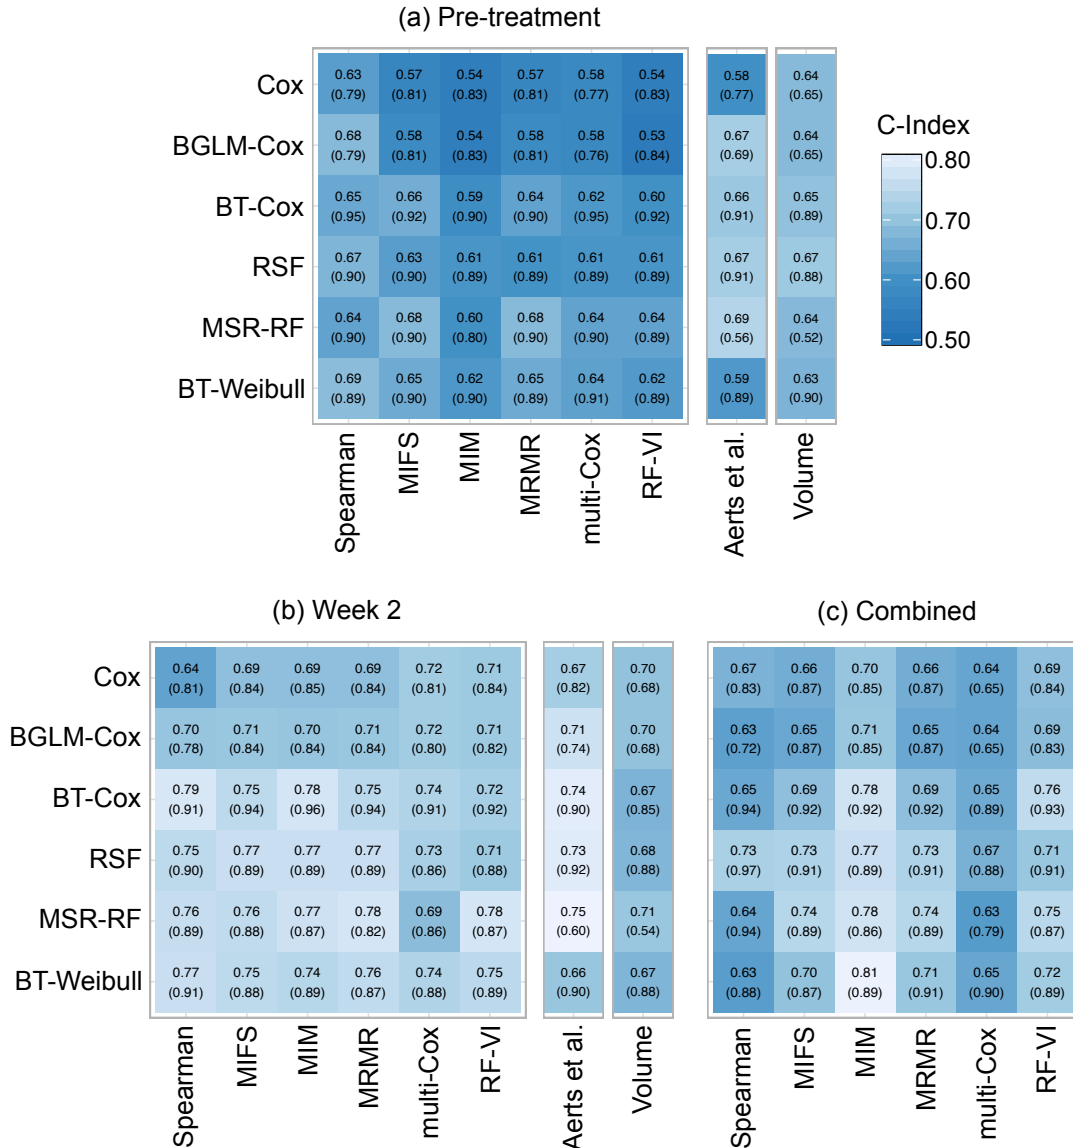 (a) Pre-treatment
Cox
0.63 0.57 0.54 0.57 0.58 0.54 0.58 0.64
(0.79) (0.81) (0.83) (0.81) (0.77) (0.83) (0.77) (0.65)
BGLM-Cox
0.68 0.58 0.54 0.58 0.58 0.53 0.67 0.64
(0.79) (0.81) (0.83) (0.81) (0.76) (0.84) (0.69) (0.65)
BT-Cox
0.65 0.66 0.59 0.64 0.62 0.60 0.66 0.65
(0.95) (0.92) (0.90) (0.90) (0.95) (0.92) (0.91) (0.89)
RSF
0.67 0.63 0.61 0.61 0.61 0.61 0.67 0.67
(0.90) (0.90) (0.89) (0.89) (0.89) (0.89) (0.91) (0.88)
MSR-RF
0.64 0.68 0.60 0.68 0.64 0.64 0.69 0.64
(0.90) (0.90) (0.80) (0.90) (0.90) (0.89) (0.56) (0.52)
BT-Weibull
0.69 0.65 0.62 0.65 0.64 0.62 0.59 0.63
(0.89) (0.90) (0.90) (0.89) (0.91) (0.89) (0.89) (0.90)
Spearman
MIFS
MIM
MRMR
multi-Cox
RF-VI
Aerts et al.
Volume
C-Index
0.80
0.70
0.60
0.50
(b) Week 2
Cox
0.64 0.69 0.69 0.69 0.72 0.71 0.67 0.70
(0.81) (0.84) (0.85) (0.84) (0.81) (0.84) (0.82) (0.68)
BGLM-Cox
0.70 0.71 0.70 0.71 0.72 0.71 0.71 0.70
(0.78) (0.84) (0.84) (0.84) (0.80) (0.82) (0.74) (0.68)
BT-Cox
0.79 0.75 0.78 0.75 0.74 0.72 0.74 0.67
(0.91) (0.94) (0.96) (0.94) (0.91) (0.92) (0.90) (0.85)
RSF
0.75 0.77 0.77 0.77 0.73 0.71 0.73 0.68
(0.90) (0.89) (0.89) (0.89) (0.86) (0.88) (0.92) (0.88)
MSR-RF
0.76 0.76 0.77 0.78 0.69 0.78 0.75 0.71
(0.89) (0.88) (0.87) (0.82) (0.86) (0.87) (0.60) (0.54)
BT-Weibull
0.77 0.75 0.74 0.76 0.74 0.75 0.66 0.67
(0.91) (0.88) (0.89) (0.87) (0.88) (0.89) (0.90) (0.88)
Spearman
MIFS
MIM
MRMR
multi-Cox
RF-VI
Aerts et al.
Volume
(c) Combined
0.67 0.66 0.70 0.66 0.64 0.69
(0.83) (0.87) (0.85) (0.87) (0.65) (0.84)
0.63 0.65 0.71 0.65 0.64 0.69
(0.72) (0.87) (0.85) (0.87) (0.65) (0.83)
0.65 0.69 0.78 0.69 0.65 0.76
(0.94) (0.92) (0.92) (0.92) (0.89) (0.93)
0.73 0.73 0.77 0.73 0.67 0.71
(0.97) (0.91) (0.89) (0.91) (0.88) (0.91)
0.64 0.74 0.78 0.74 0.63 0.75
(0.94) (0.89) (0.86) (0.89) (0.79) (0.87)
0.63 0.70 0.81 0.71 0.65 0.72
(0.88) (0.87) (0.89) (0.91) (0.90) (0.89)
Spearman
MIFS
MIM
MRMR
multi-Cox
RF-VI